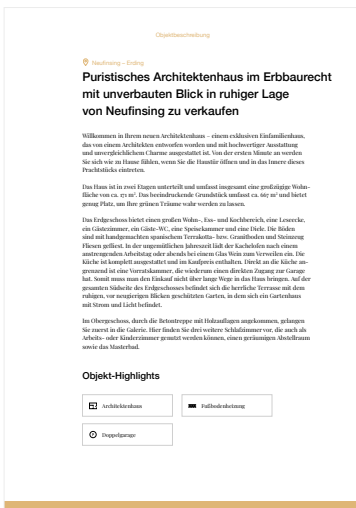 Objektbeschreibung
Neufinsing – Ending
Puristisches Architektenhaus im Erbbaurecht
mit unverbauten Blick in ruhiger Lage
von Neufinsing zu verkaufen
Willkommen in Ihrem neuen Architektenhaus – einem exklusiven Einfamilienhaus,
das von einem Architekten entworfen worden und mit hochwertiger Ausstattung
und unvergleichlichem Charme ausgestattet ist. Von der ersten Minute an werden
Sie sich wie zu Hause fühlen, wenn Sie die Haustür öffnen und in das Innere dieses
Prachtstücks eintreten.
Das Haus ist in zwei Etagen unterteilt und umfasst insgesamt eine großzügige Wohn-
fläche von ca. 171 m². Das beeindruckende Grundstück umfasst ca. 667 m² und bietet
genug Platz, um Ihre grünen Träume wahr werden zu lassen.
Das Erdgeschoss bietet einen großen Wohn-, Ess- und Kochbereich, eine Leseecke,
ein Gästezimmer, ein Gäste-WC, eine Speisekammer und eine Diele. Die Böden
sind mit handgemachten spanischem Terrakotta- bzw. Granitboden und Steinzeug
Fliesen gefliest. In der ungemütlichen Jahreszeit lädt der Kachelofen nach einem
anstrengenden Arbeitstag oder abends bei einem Glas Wein zum Verweilen ein. Die
Küche ist komplett ausgestattet und im Kaufpreis enthalten. Direkt an die Küche an-
grenzend ist eine Vorratskammer, die wiederum einen direkten Zugang zur Garage
hat. Somit muss man den Einkauf nicht über lange Wege in das Haus bringen. Auf der
gesamten Südseite des Erdgeschosses befindet sich die herrliche Terrasse mit dem
ruhigen, vor neugierigen Blicken geschützten Garten, in dem sich ein Gartenhaus
mit Strom und Licht befindet.
Im Obergeschoss, durch die Betontreppe mit Holzauflagen angekommen, gelangen
Sie zuerst in die Galerie. Hier finden Sie drei weitere Schlafzimmer vor, die auch als
Arbeits- oder Kinderzimmer genutzt werden können, einen geräumigen Abstellraum
sowie das Masterbad.
Objekt-Highlights
Architektenhaus
Fußbodenheizung
Doppelgarage